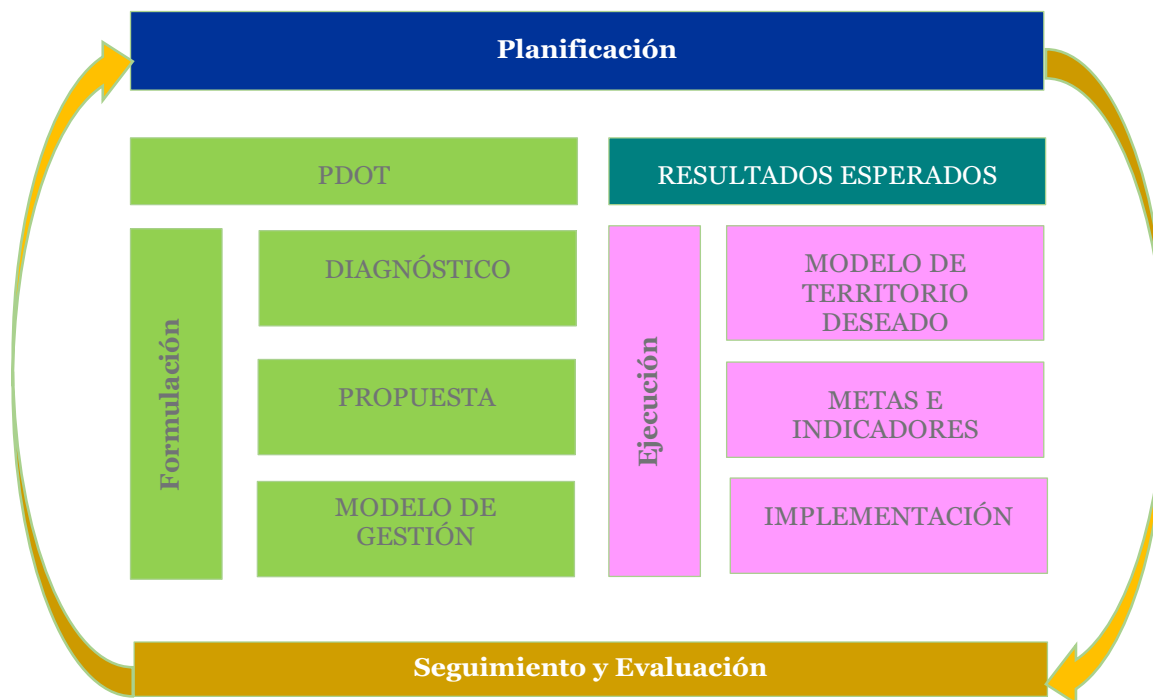 Planificación
PDOT
RESULTADOS ESPERADOS
Formulación
DIAGNÓSTICO
PROPUESTA
MODELO DE
GESTIÓN
Ejecución
MODELO DE
TERRITORIO
DESEADO
METAS E
INDICADORES
IMPLEMENTACIÓN
Seguimiento y Evaluación